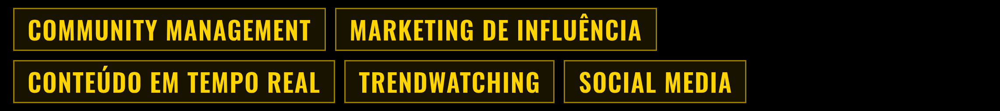 COMMUNITY MANAGEMENT MARKETING DE INFLUÊNCIA
CONTEÚDO EM TEMPO REAL TRENDWATCHING SOCIAL MEDIA